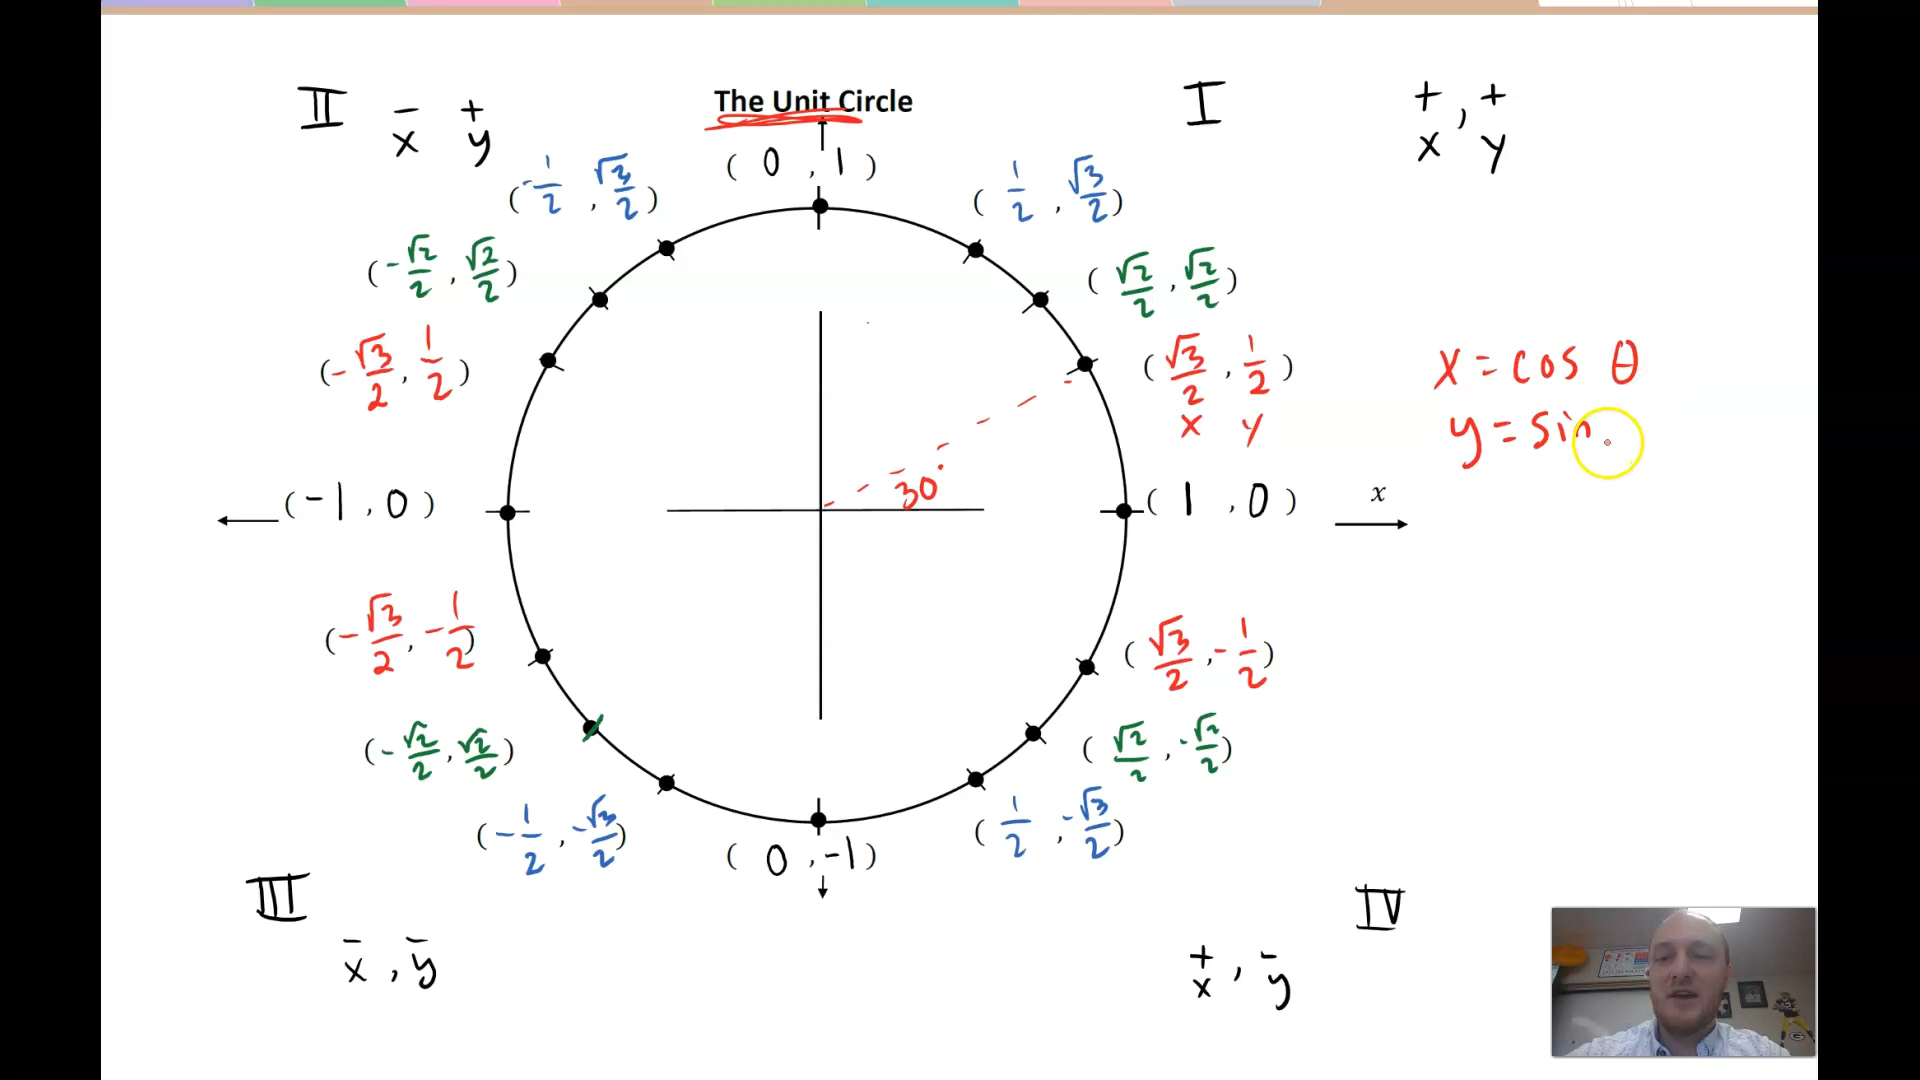 The Unit Circle
II
- +
x y
I
+ , +
x y
( 0 , 1 )
(-1/2 , √3/2 )
( 1/2 , √3/2 )
(-√2/2 , √2/2 )
( √2/2 , √2/2 )
(-√3/2 , 1/2 )
( √3/2 , 1/2 )
x y
x = cos θ
y = sin
30°
(-1 , 0 )
( 1 , 0 )
x
(-√3/2 , -1/2 )
( √3/2 , -1/2 )
(-√2/2 , √2/2 )
( √2/2 , -√2/2 )
(-1/2 , -√3/2 )
( 1/2 , -√3/2 )
( 0 , -1 )
III
- -
x , y
IV
+ , -
x y